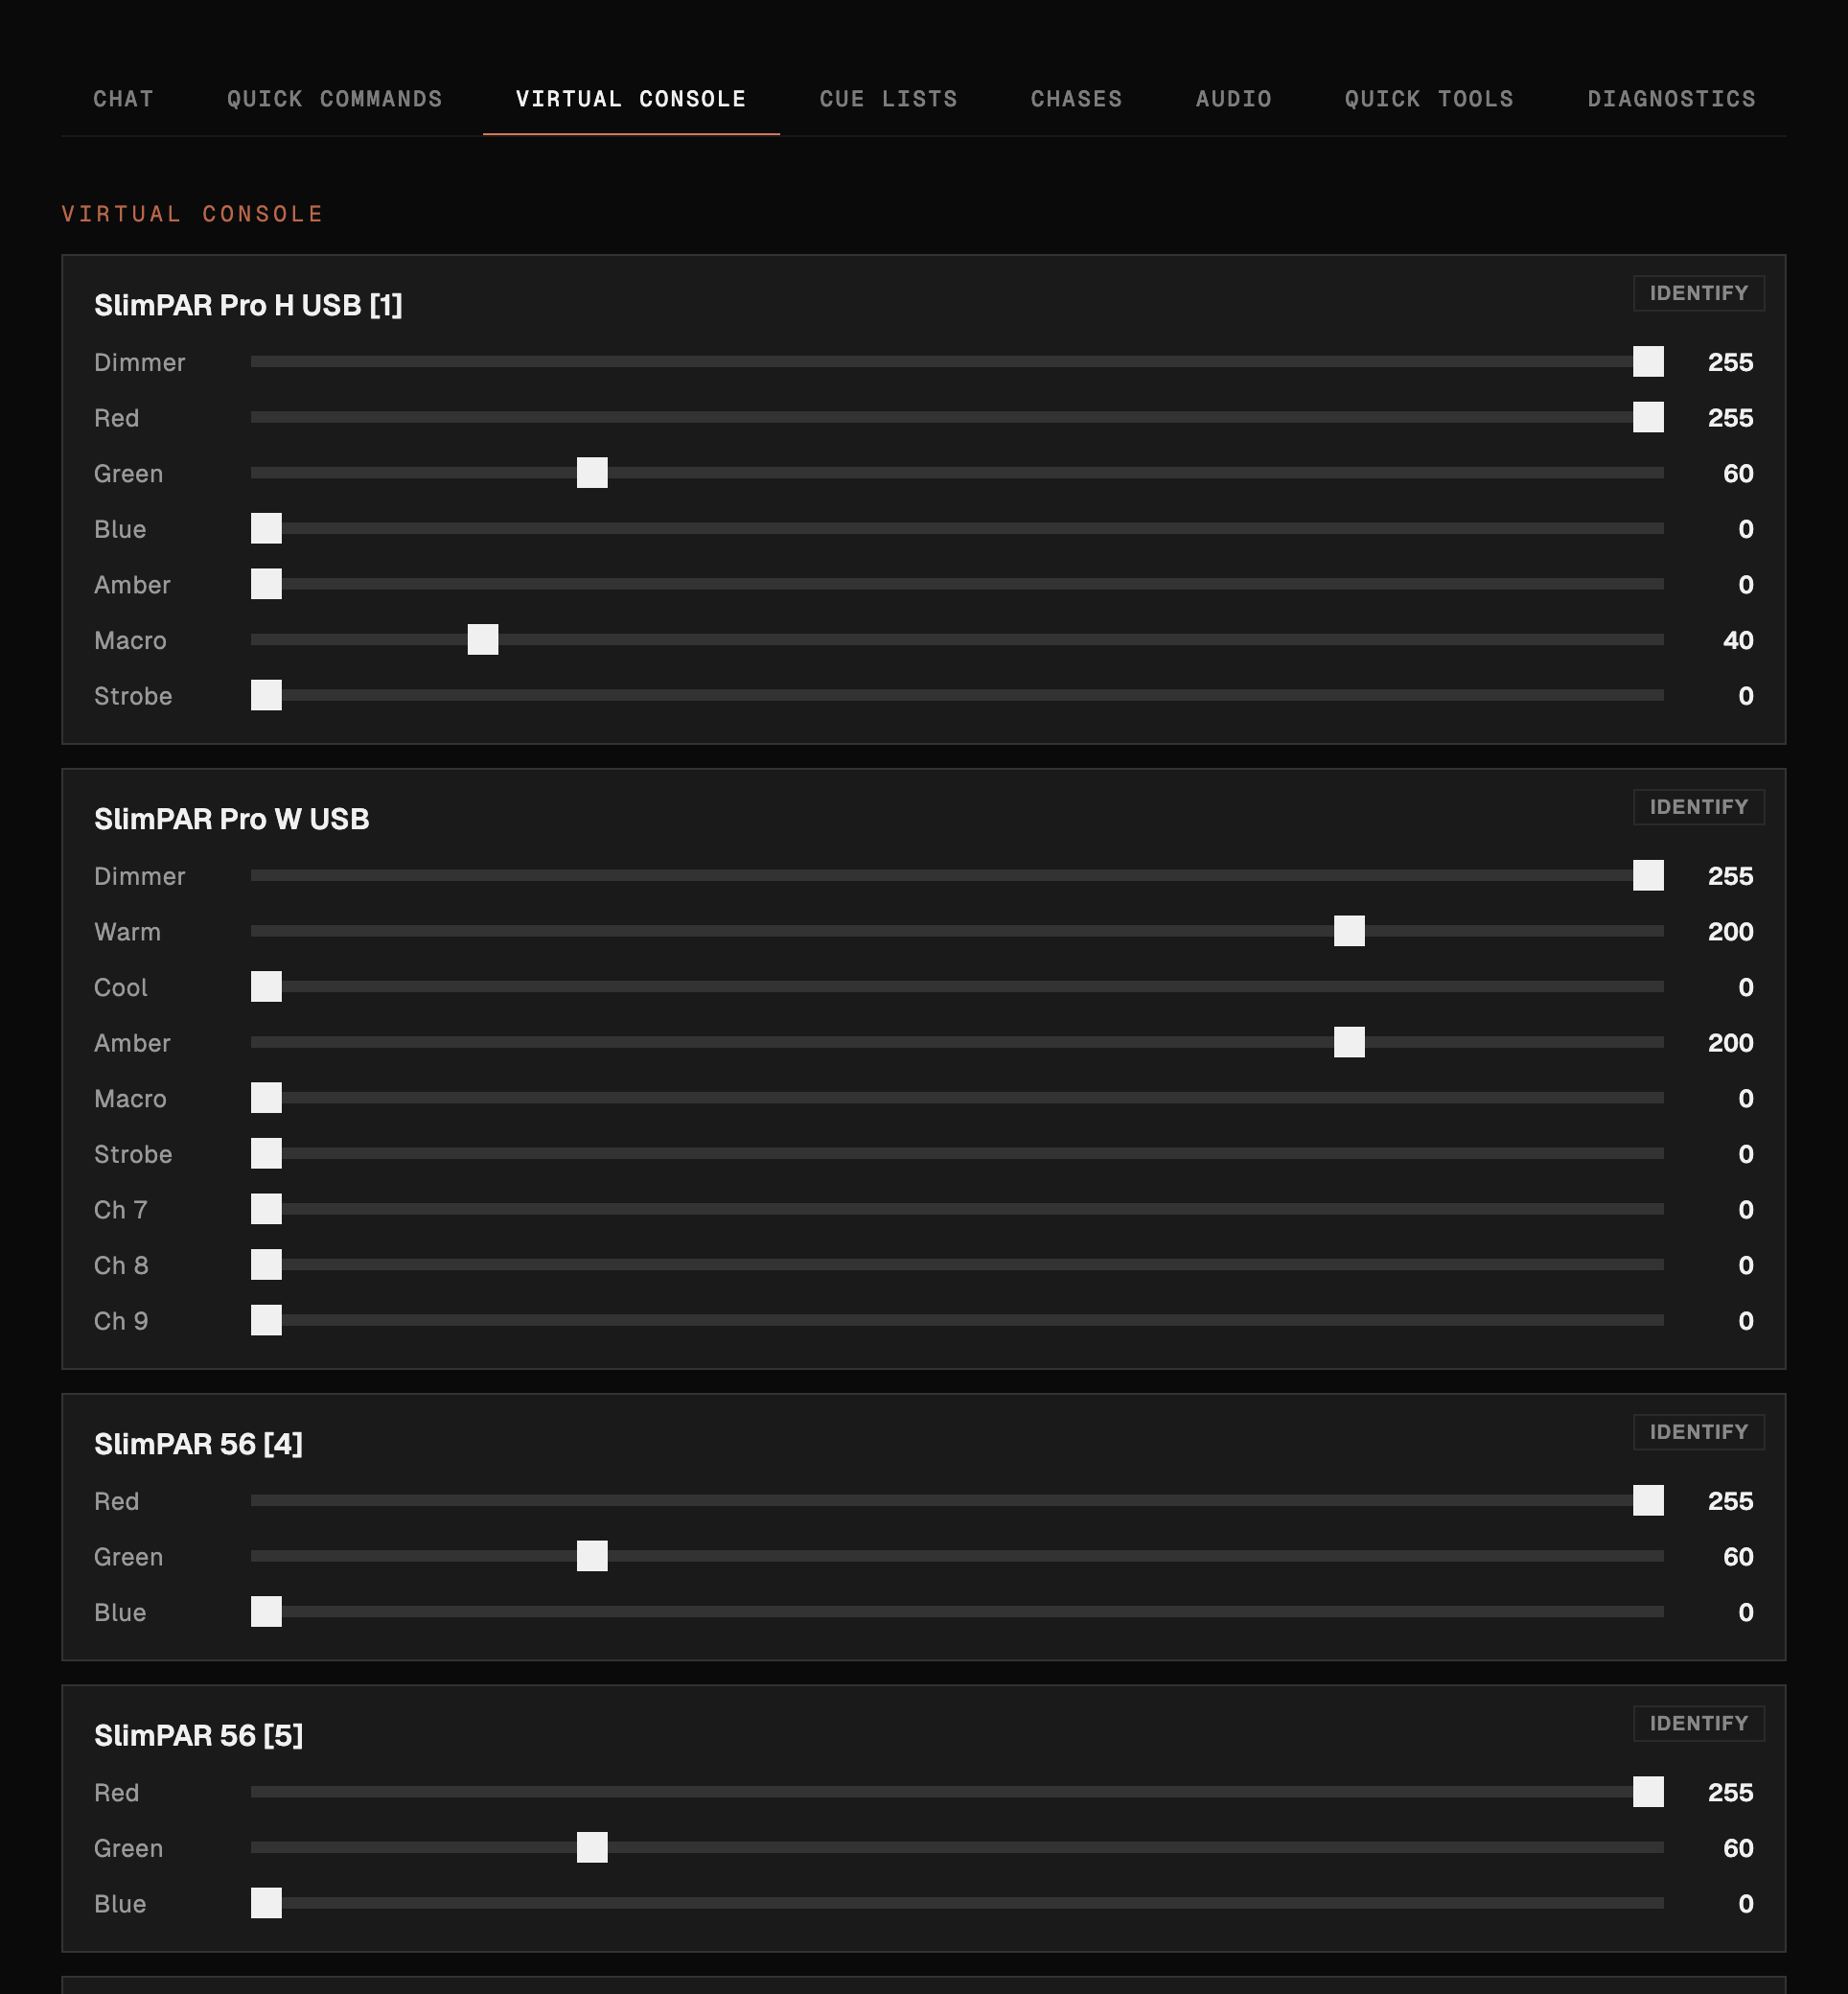 CHAT QUICK COMMANDS VIRTUAL CONSOLE CUE LISTS CHASES AUDIO QUICK TOOLS DIAGNOSTICS
VIRTUAL CONSOLE
SlimPAR Pro H USB [1] IDENTIFY
Dimmer 255
Red 255
Green 60
Blue 0
Amber 0
Macro 40
Strobe 0
SlimPAR Pro W USB IDENTIFY
Dimmer 255
Warm 200
Cool 0
Amber 200
Macro 0
Strobe 0
Ch 7 0
Ch 8 0
Ch 9 0
SlimPAR 56 [4] IDENTIFY
Red 255
Green 60
Blue 0
SlimPAR 56 [5] IDENTIFY
Red 255
Green 60
Blue 0